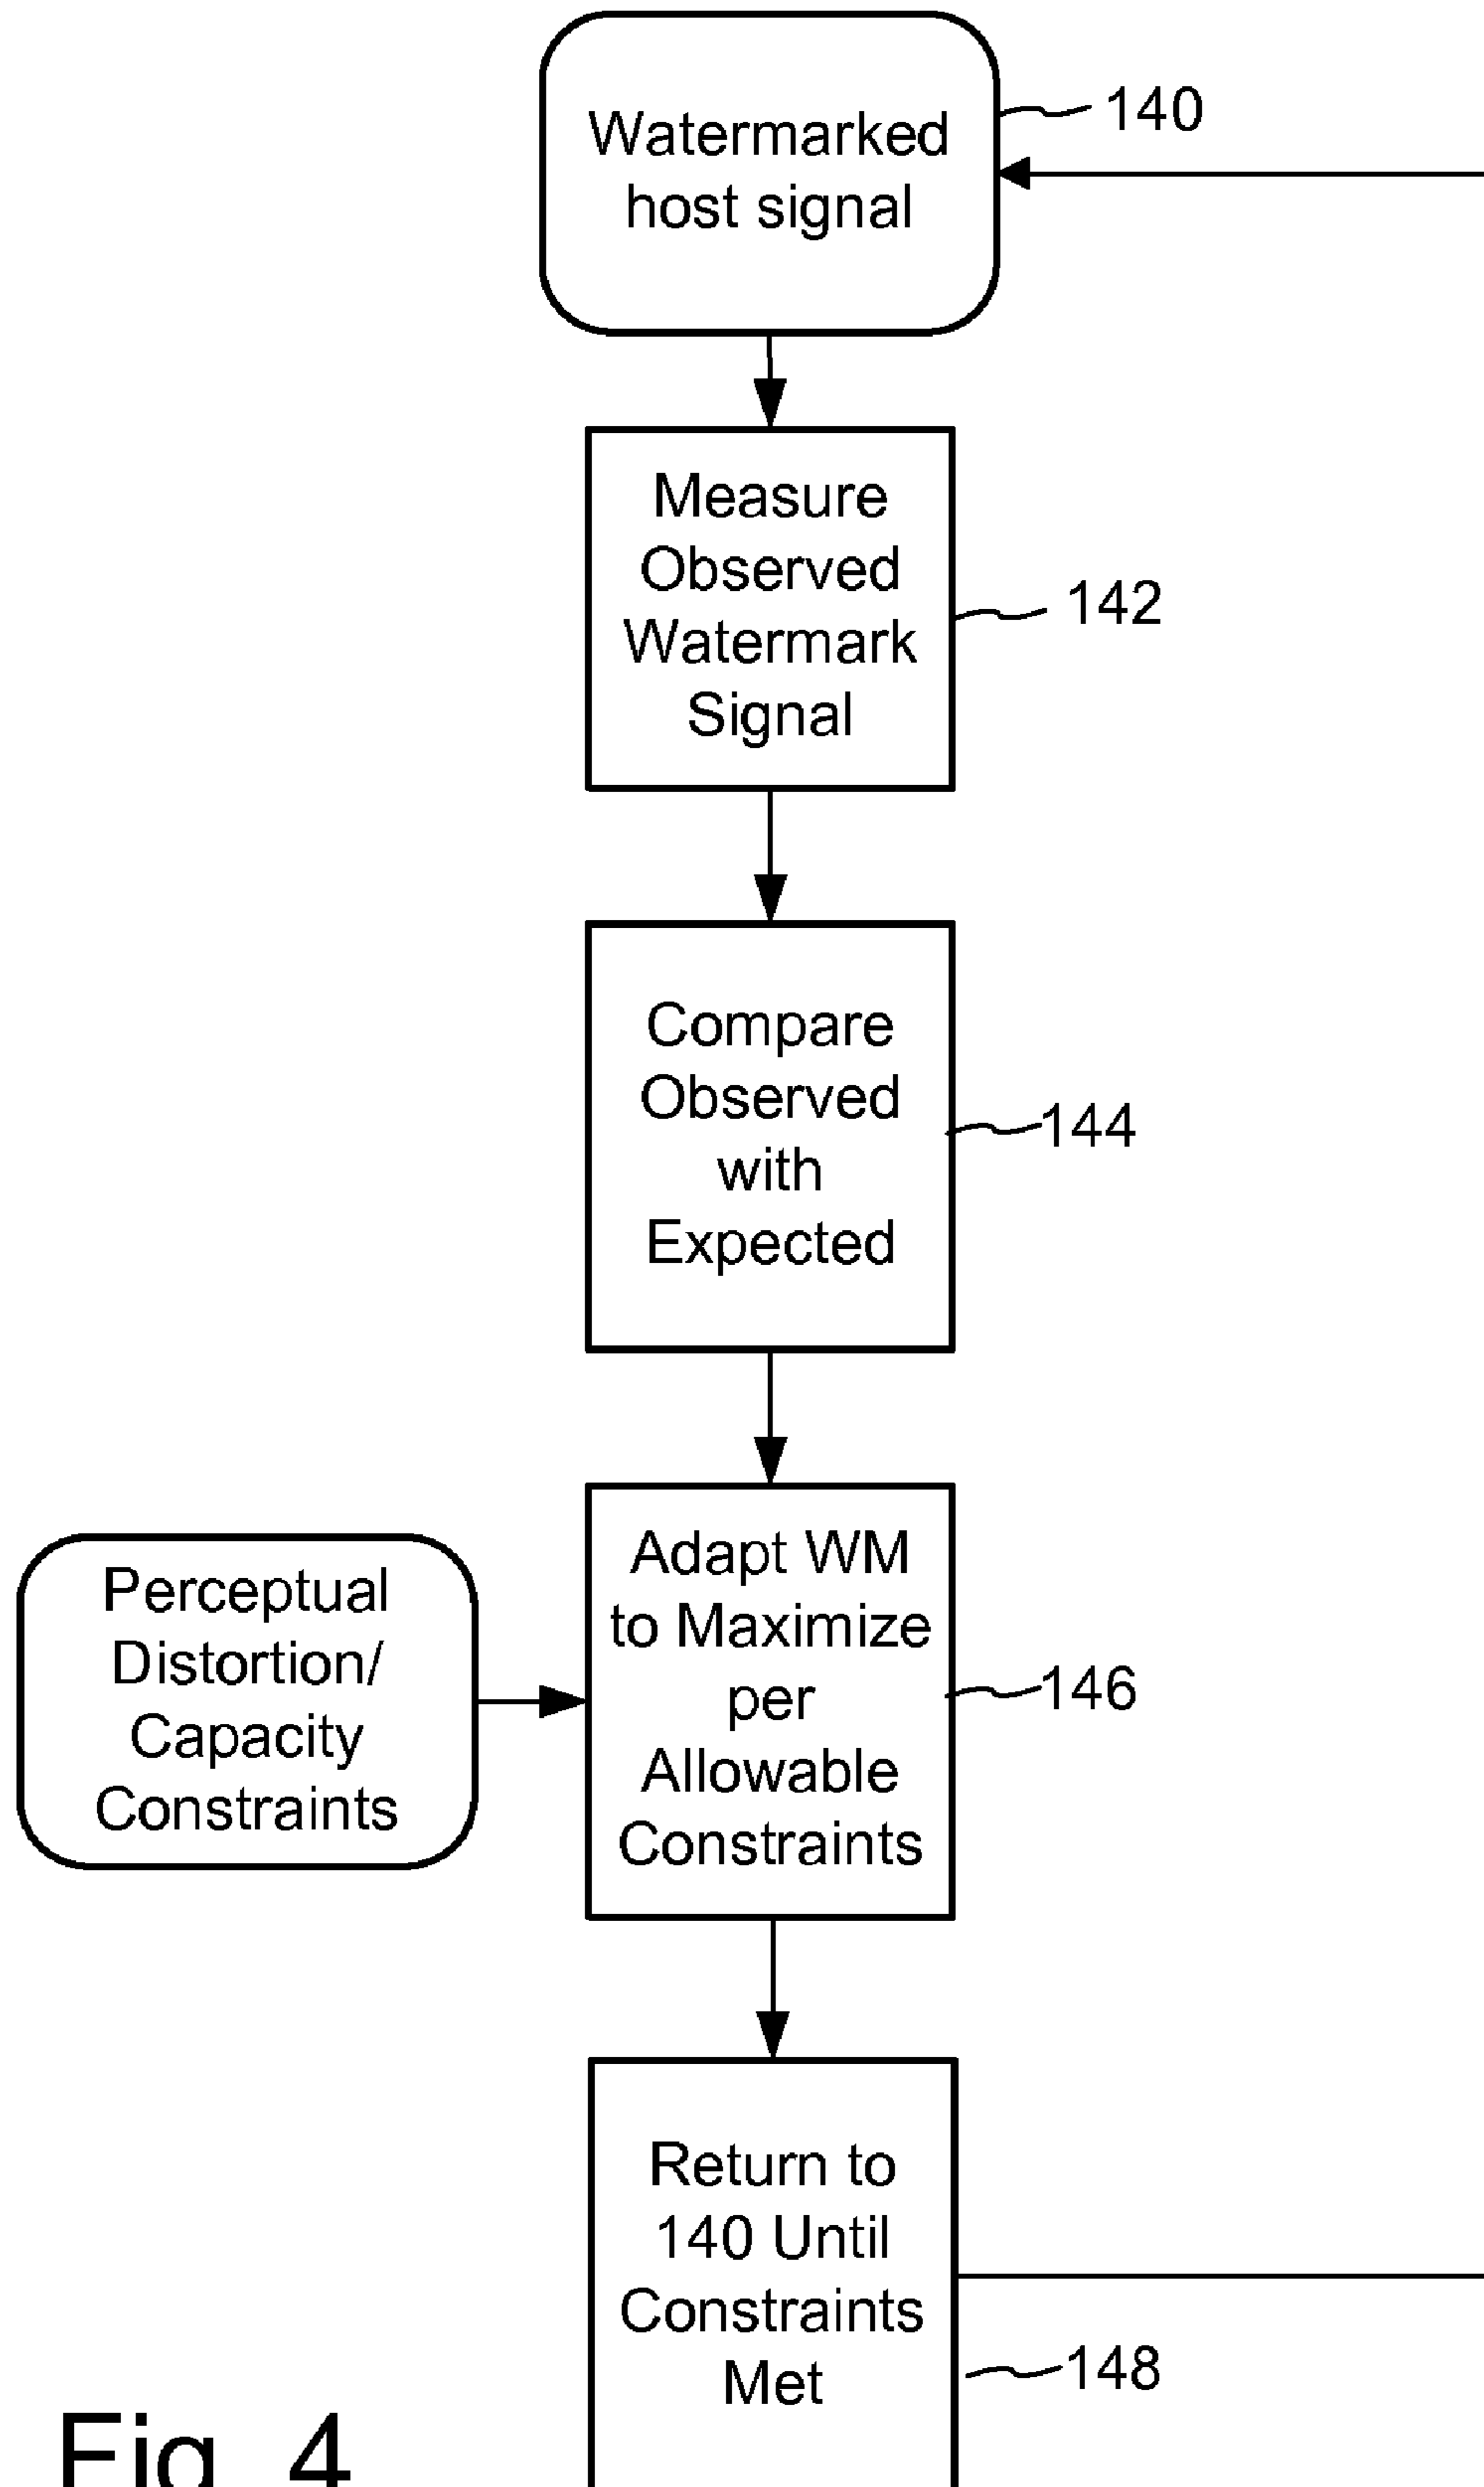 Watermarked
host signal
140
Measure
Observed
Watermark
Signal
142
Compare
Observed
with
Expected
144
Perceptual
Distortion/
Capacity
Constraints
Adapt WM
to Maximize
per
Allowable
Constraints
146
Return to
140 Until
Constraints
Met
148
Fig. 4